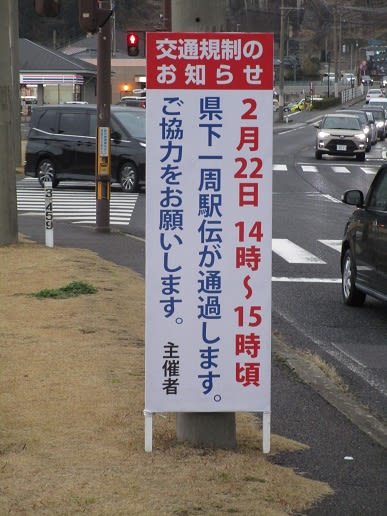 交通規制の
お知らせ
2月22日 14時～15時頃
県下一周駅伝が通過します。
ご協力をお願いします。
主催者